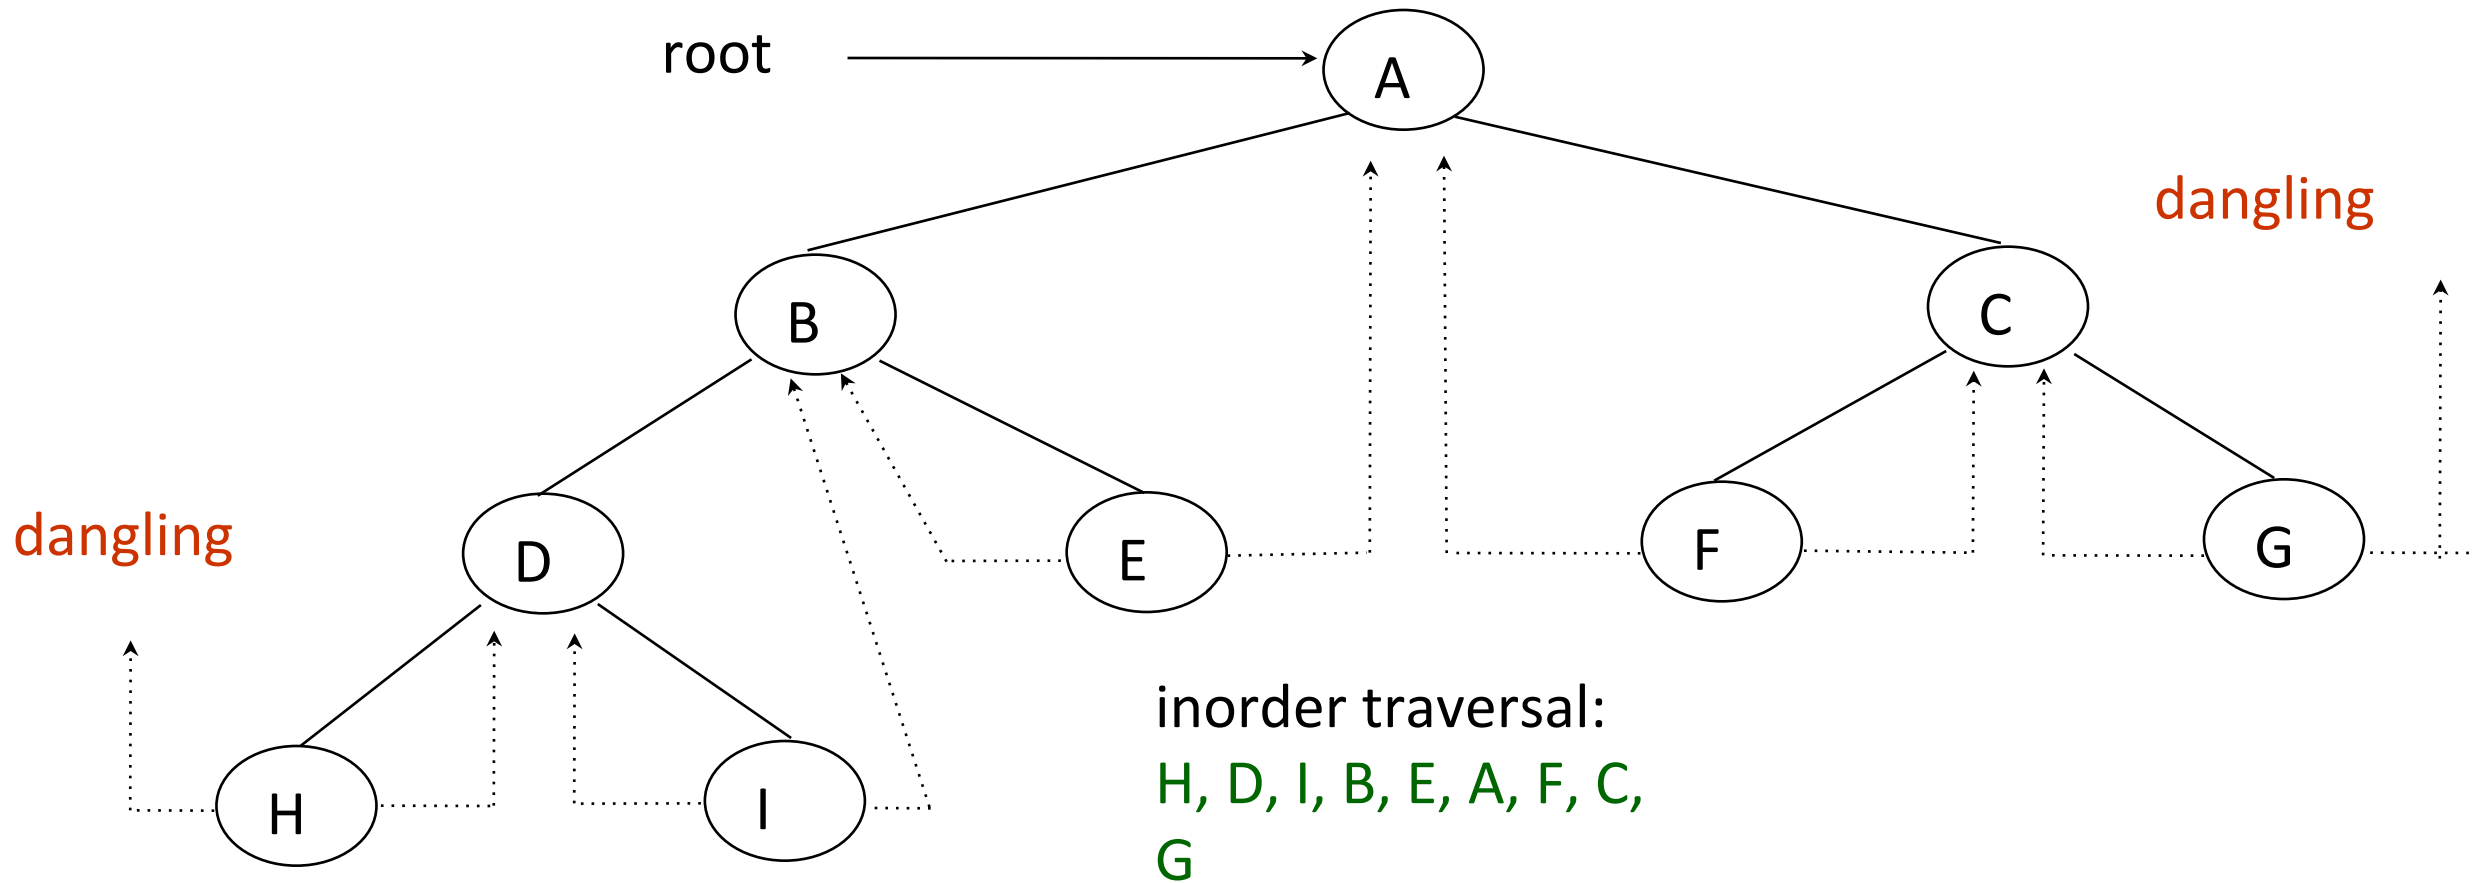 root
A
dangling
B
C
dangling
D
E
F
G
inorder traversal:
H
I
H, D, I, B, E, A, F, C,
G